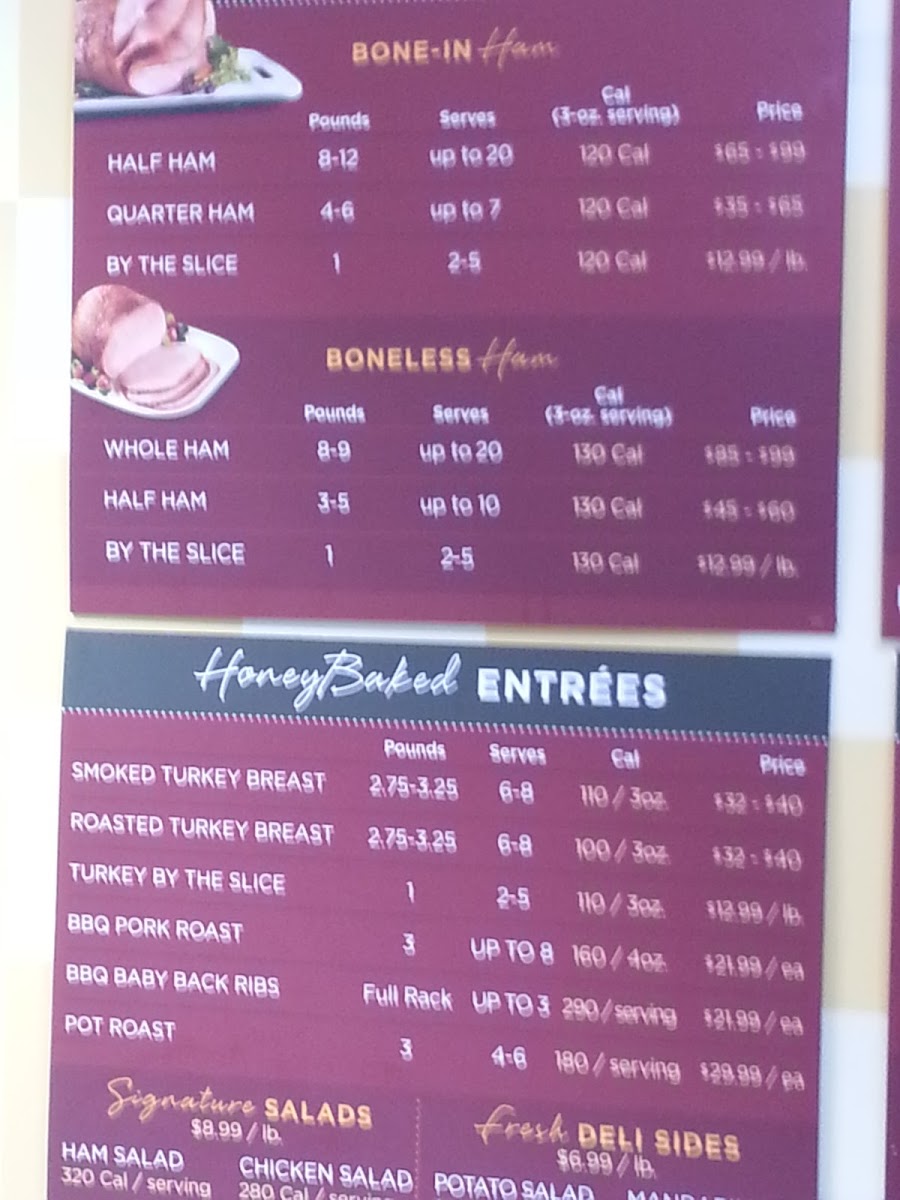 BONE-IN Ham
Pounds Serves Cal (3-oz. serving) Price
HALF HAM 8-12 up to 20 120 Cal $65 - $99
QUARTER HAM 4-6 up to 7 120 Cal $35 - $65
BY THE SLICE 1 2-5 120 Cal $12.99 / lb.
BONELESS Ham
Pounds Serves Cal (3-oz. serving) Price
WHOLE HAM 8-9 up to 20 130 Cal $85 - $99
HALF HAM 3-5 up to 10 130 Cal $45 - $60
BY THE SLICE 1 2-5 130 Cal $12.99 / lb.
HoneyBaked ENTRÉES
Pounds Serves Cal Price
SMOKED TURKEY BREAST 2.75-3.25 6-8 110 / 3oz. $32 - $40
ROASTED TURKEY BREAST 2.75-3.25 6-8 100 / 3oz. $32 - $40
TURKEY BY THE SLICE 1 2-5 110 / 3oz. $12.99 / lb.
BBQ PORK ROAST 3 UP TO 8 160 / 4oz. $21.99 / ea
BBQ BABY BACK RIBS Full Rack UP TO 3 290 / serving $21.99 / ea
POT ROAST 3 4-6 180 / serving $29.99 / ea
Signature SALADS
$8.99 / lb.
HAM SALAD
320 Cal / serving
CHICKEN SALAD
280 Cal /
Fresh DELI SIDES
$6.99 / lb.
POTATO SALAD